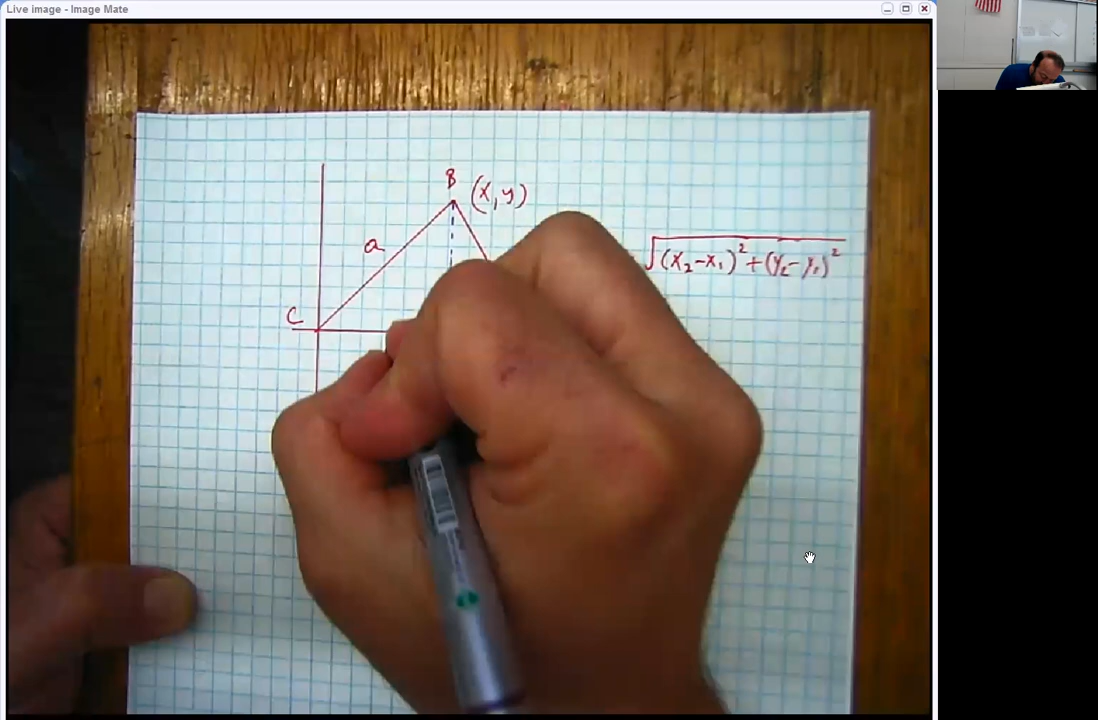 Live image - Image Mate
B
(x, y)
a
√(x₂-x₁)²+(y₂-y₁)²
C